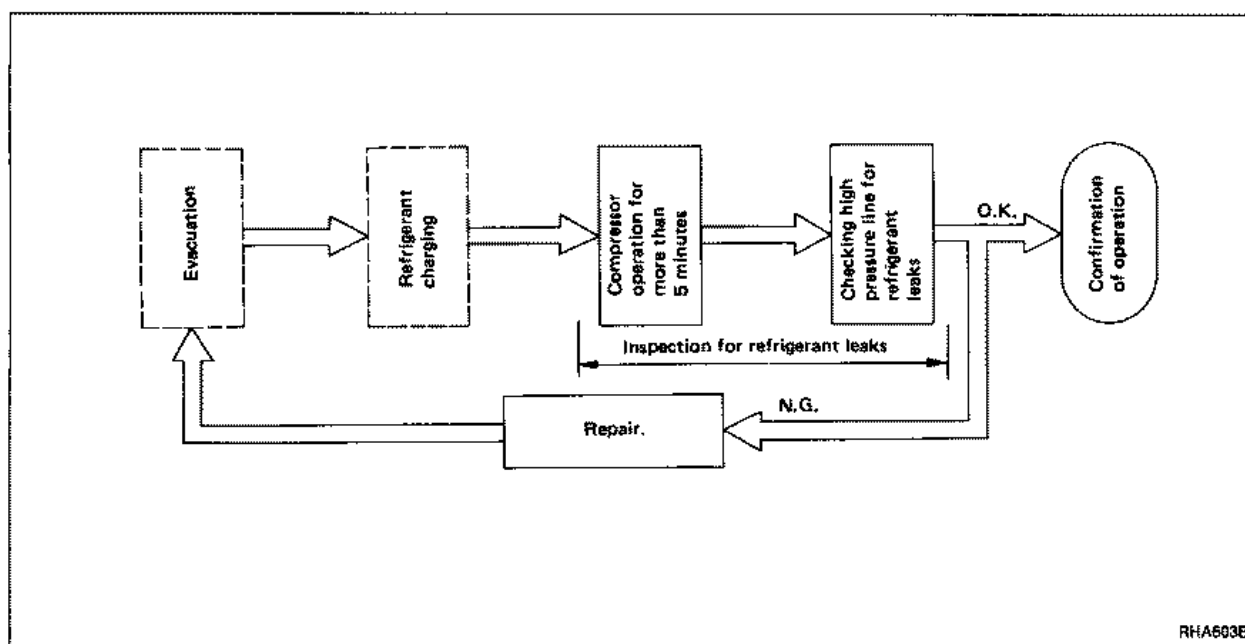 Evacuation
Refrigerant
charging
Compressor
operation for
more than
5 minutes
Checking high
pressure line for
refrigerant
leaks
O.K.
Confirmation
of operation
Inspection for refrigerant leaks
N.G.
Repair.
RHA603E